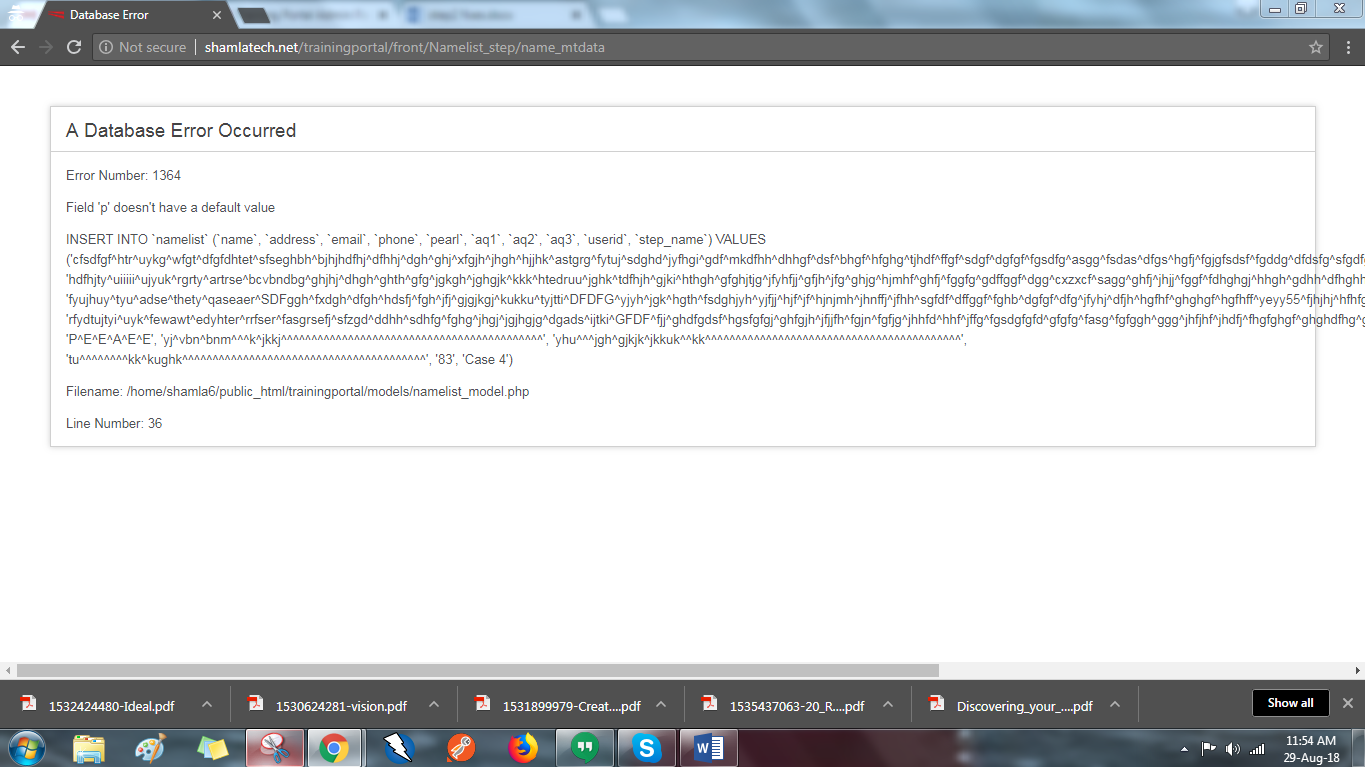 Database Error
Not secure | shamlatech.net/trainingportal/front/Namelist_step/name_mtdata
A Database Error Occurred
Error Number: 1364
Field 'p' doesn't have a default value
INSERT INTO `namelist` (`name`, `address`, `email`, `phone`, `pearl`, `aq1`, `aq2`, `aq3`, `userid`, `step_name`) VALUES
('cfsdfgf^htr^uykg^wfgt^dfgfdhtet^sfseghbh^bjhjhdfhj^dfhhj^dgh^ghj^xfgjh^jhgh^hjjhk^astgrg^fytuj^sdghd^jyfhgi^gdf^mkdfhh^dhhgf^dsf^bhgf^hfghg^tjhdf^ffgf^sdgf^dgfgf^fgsdfg^asgg^fsdas^dfgs^hgfj^fgjgfsdsf^fgddg^dfdsfg^sfgdf
'hdfhjty^uiiiii^ujyuk^rgrty^artrse^bcvbndbg^ghjhj^dhgh^ghth^gfg^jgkgh^jghgjk^kkk^htedruu^jghk^tdfhjh^gjki^hthgh^gfghjtjg^jfyhfjj^gfjh^jfg^ghjg^hjmhf^ghfj^fggfg^gdffggf^dgg^cxzxcf^sagg^ghfj^jhjj^fggf^fdhghgj^hhgh^gdhh^dfhghh
'fyujhuy^tyu^adse^thety^qaseaer^SDFggh^fxdgh^dfgh^hdsfj^fgh^jfj^gjgjkgj^kukku^tyjtti^DFDFG^yjyh^jgk^hgth^fsdghjyh^yjfjj^hjf^jf^hjnjmh^jhnffj^jfhh^sgfdf^dffggf^fghb^dgfgf^dfg^jfyhj^dfjh^hgfhf^ghghgf^hgfhff^yeyy55^fjhjhj^hfhfg
'rfydtujtyi^uyk^fewawt^edyhter^rrfser^fasgrsefj^sfzgd^ddhh^sdhfg^fghg^jhgj^jgjhgjg^dgads^ijtki^GFDF^fjj^ghdfgdsf^hgsfgfgj^ghfgjh^jfjjfh^fgjn^fgfjg^jhhfd^hhf^jffg^fgsdgfgfd^gfgfg^fasg^fgfggh^ggg^jhfjhf^jhdfj^fhgfghgf^ghghdfhg^g
'P^E^E^A^E^E', 'yj^vbn^bnm^^^k^jkkj^^^^^^^^^^^^^^^^^^^^^^^^^^^^^^^^^^^^^^^^^^^', 'yhu^^^jgh^gjkjk^jkkuk^^kk^^^^^^^^^^^^^^^^^^^^^^^^^^^^^^^^^^^^^^^^^^',
'tu^^^^^^^^kk^kughk^^^^^^^^^^^^^^^^^^^^^^^^^^^^^^^^^^^^^^^^', '83', 'Case 4')
Filename: /home/shamla6/public_html/trainingportal/models/namelist_model.php
Line Number: 36
1532424480-Ideal.pdf
1530624281-vision.pdf
1531899979-Creat....pdf
1535437063-20_R....pdf
Discovering_your_....pdf
Show all
11:54 AM
29-Aug-18